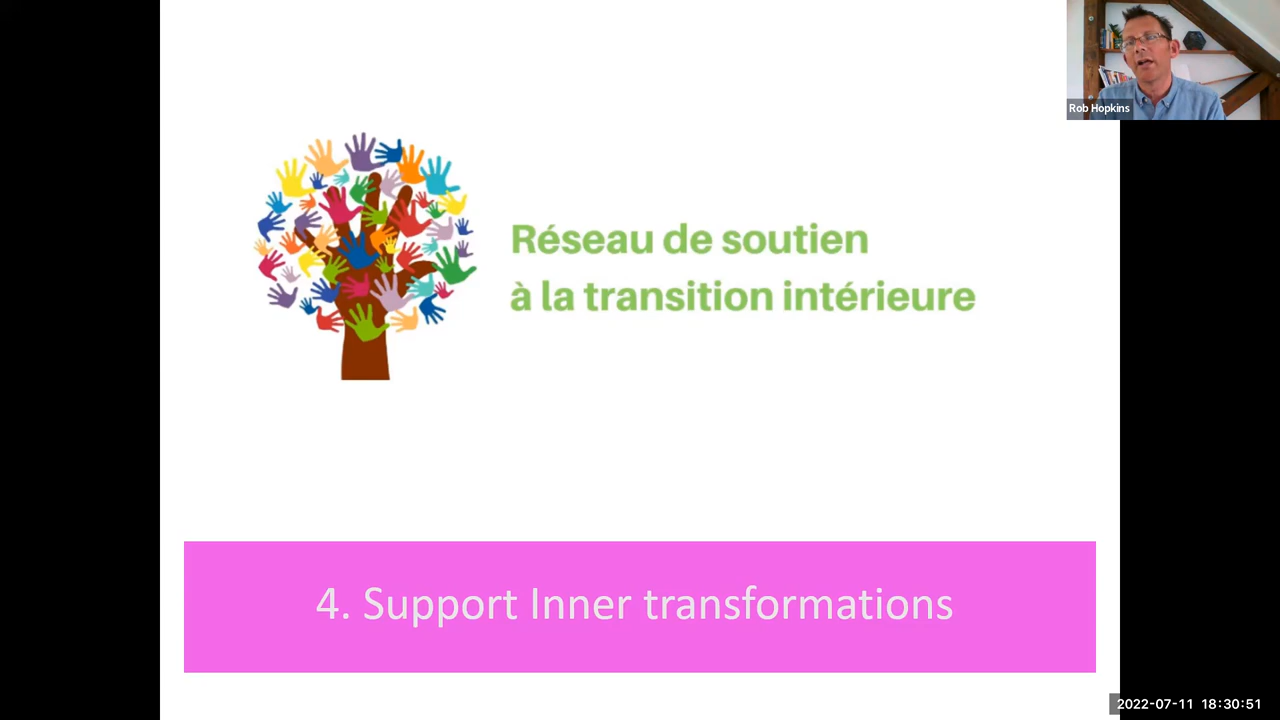 Rob Hopkins
Réseau de soutien
à la transition intérieure
4. Support Inner transformations
2022-07-11 18:30:51